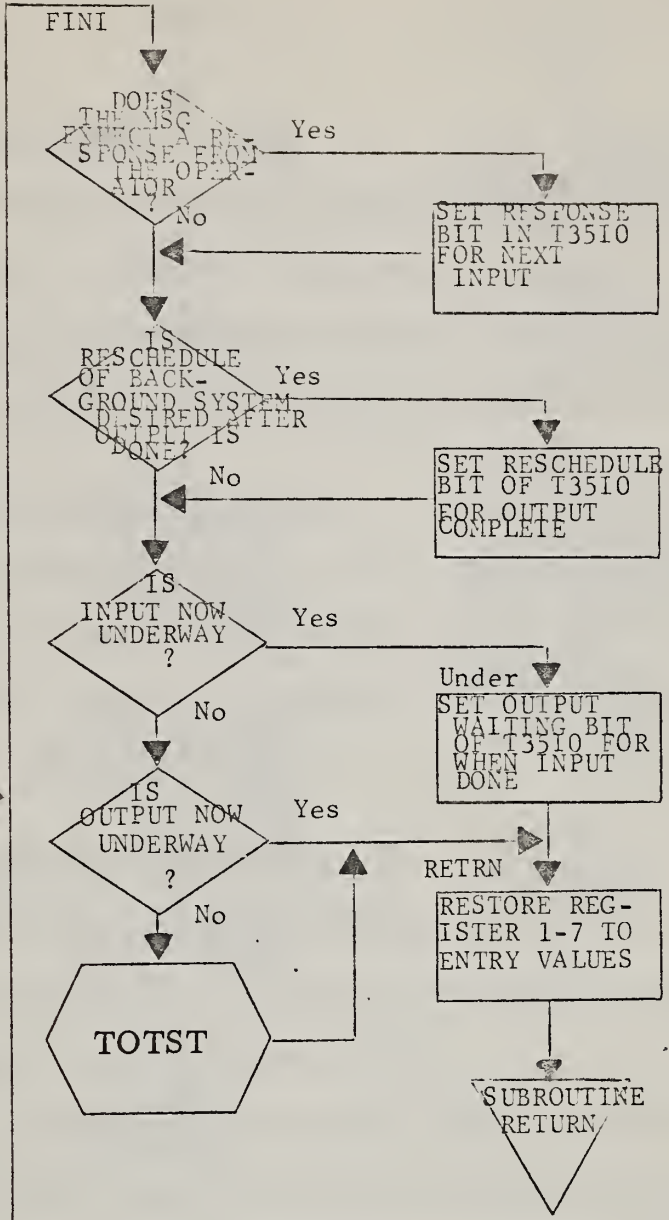 FINI
DOES
THE MSG
EXPECT A RE-
SPONSE FROM
THE OPER-
ATOR
?
Yes
No
SET RESPONSE
BIT IN T35IO
FOR NEXT
INPUT
IS
RESCHEDULE
OF BACK-
GROUND SYSTEM
DESIRED AFTER
OUTPUT IS
DONE?
Yes
No
SET RESCHEDULE
BIT OF T35IO
FOR OUTPUT
COMPLETE
IS
INPUT NOW
UNDERWAY
?
Yes
No
Under
SET OUTPUT
WAITING BIT
OF T35IO FOR
WHEN INPUT
DONE
IS
OUTPUT NOW
UNDERWAY
?
Yes
No
RETRN
RESTORE REG-
ISTER 1-7 TO
ENTRY VALUES
TOTST
SUBROUTINE
RETURN